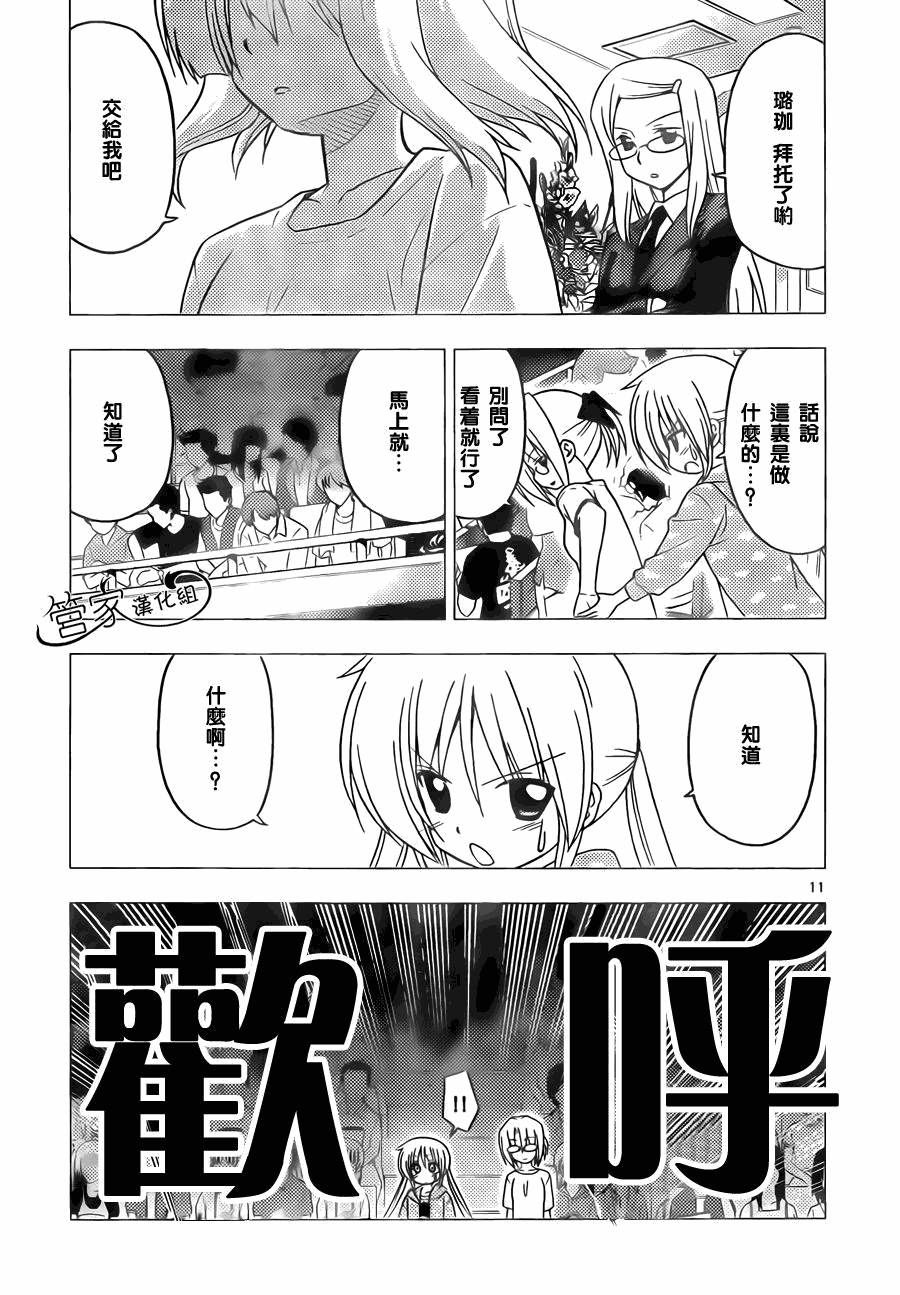 璐珈 拜托了喲
交給我吧
話說
這裏是做
什麼的…?
別問了
看着就行了
馬上就…
知道了
管家漢化組
知道
什麼啊…?
11
歡呼
!!